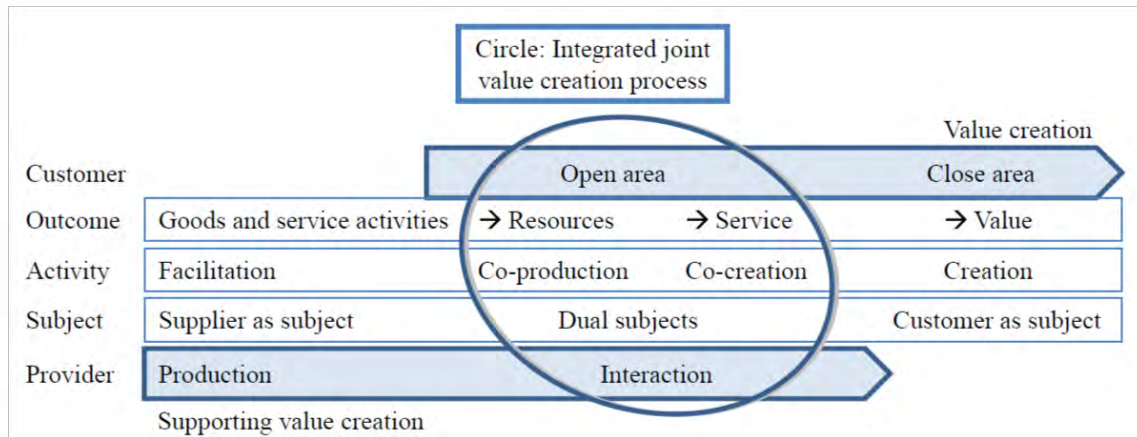 Circle: Integrated joint
value creation process
Value creation
Customer Open area Close area
Outcome Goods and service activities → Resources → Service → Value
Activity Facilitation Co-production Co-creation Creation
Subject Supplier as subject Dual subjects Customer as subject
Provider Production Interaction
Supporting value creation